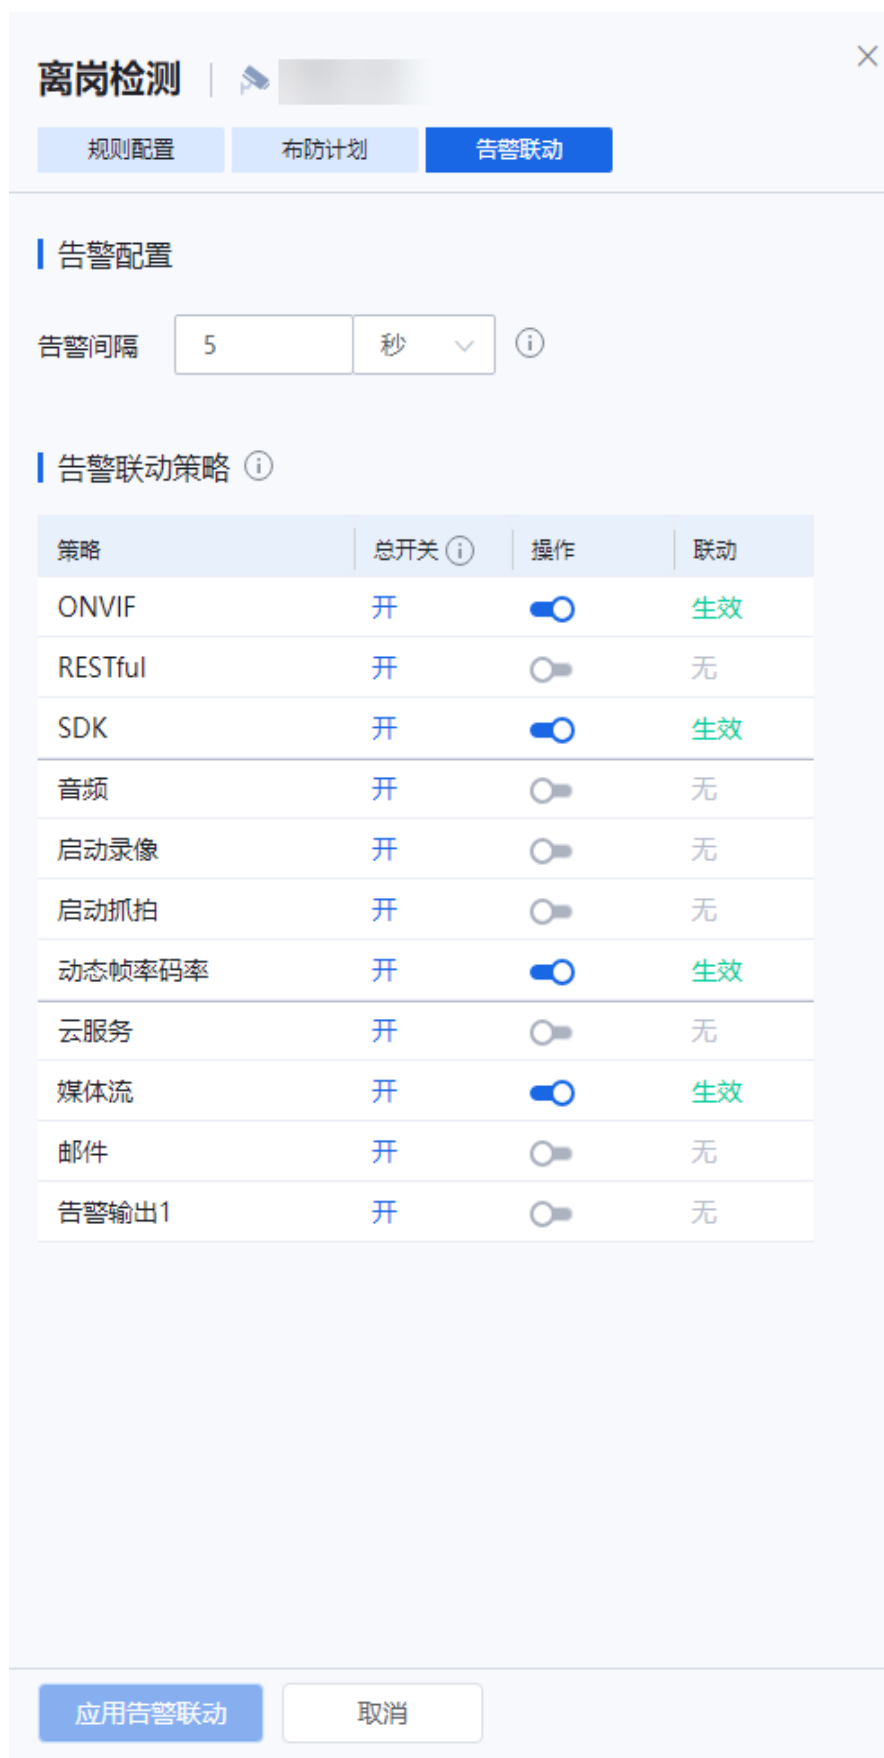 离岗检测
规则配置 布防计划 告警联动
告警配置
告警间隔 5 秒
告警联动策略
策略 总开关 操作 联动
ONVIF 开 生效
RESTful 开 无
SDK 开 生效
音频 开 无
启动录像 开 无
启动抓拍 开 无
动态帧率码率 开 生效
云服务 开 无
媒体流 开 生效
邮件 开 无
告警输出1 开 无
应用告警联动 取消